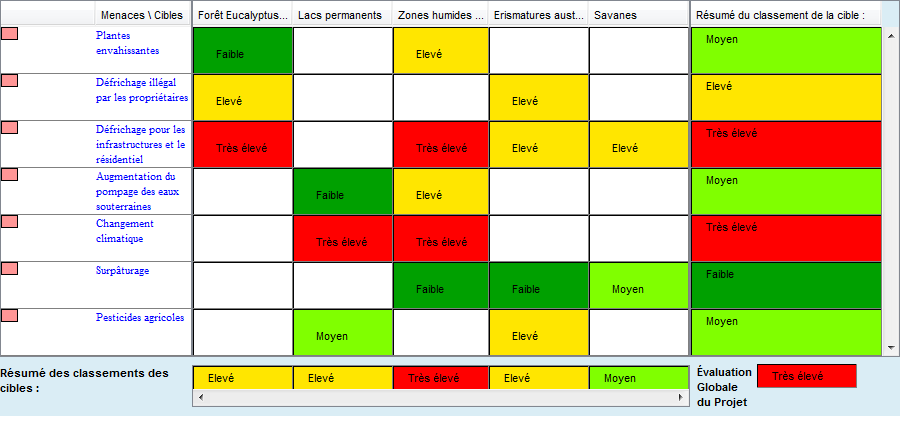 Menaces \ Cibles Forêt Eucalyptus... Lacs permanents Zones humides ... Erismatures aust... Savanes Résumé du classement de la cible :
Plantes
envahissantes
Faible Elevé Moyen
Défrichage illégal
par les propriétaires
Elevé Elevé Elevé
Défrichage pour les
infrastructures et le
résidentiel
Très élevé Très élevé Elevé Elevé Très élevé
Augmentation du
pompage des eaux
souterraines
Faible Elevé Moyen
Changement
climatique
Très élevé Très élevé Très élevé
Surpâturage
Faible Faible Moyen Faible
Pesticides agricoles
Moyen Elevé Moyen
Résumé des classements des
cibles :
Elevé Elevé Très élevé Elevé Moyen
Évaluation
Globale
du Projet
Très élevé